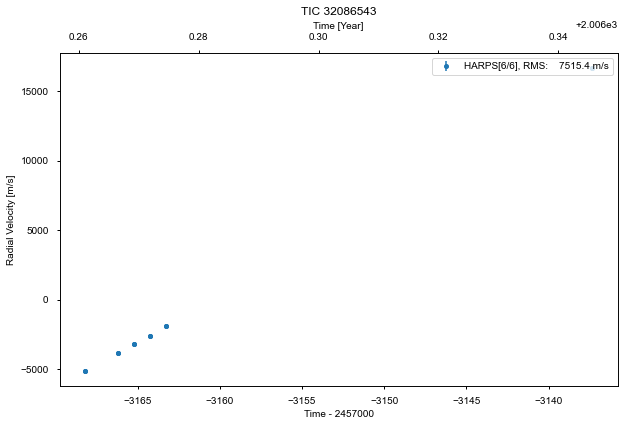 TIC 32086543
Time [Year]
+2.006e3
0.26 0.28 0.30 0.32 0.34
HARPS[6/6], RMS: 7515.4 m/s
15000
10000
5000
0
−5000
Radial Velocity [m/s]
−3165 −3160 −3155 −3150 −3145 −3140
Time - 2457000